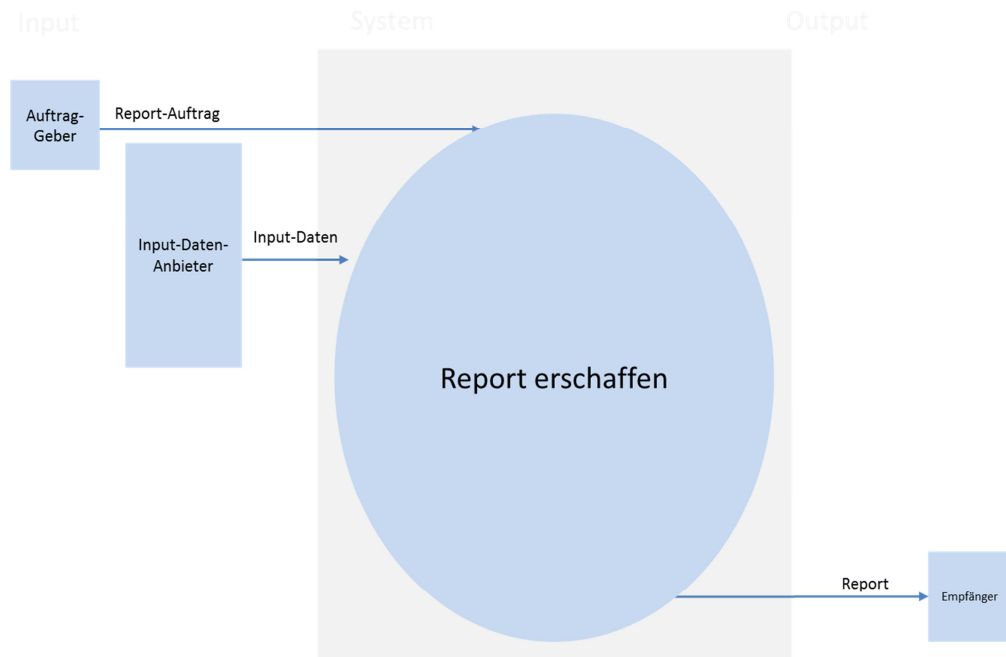 Input
System
Output
Auftrag-
Geber
Report-Auftrag
Input-Daten-
Anbieter
Input-Daten
Report erschaffen
Report
Empfänger